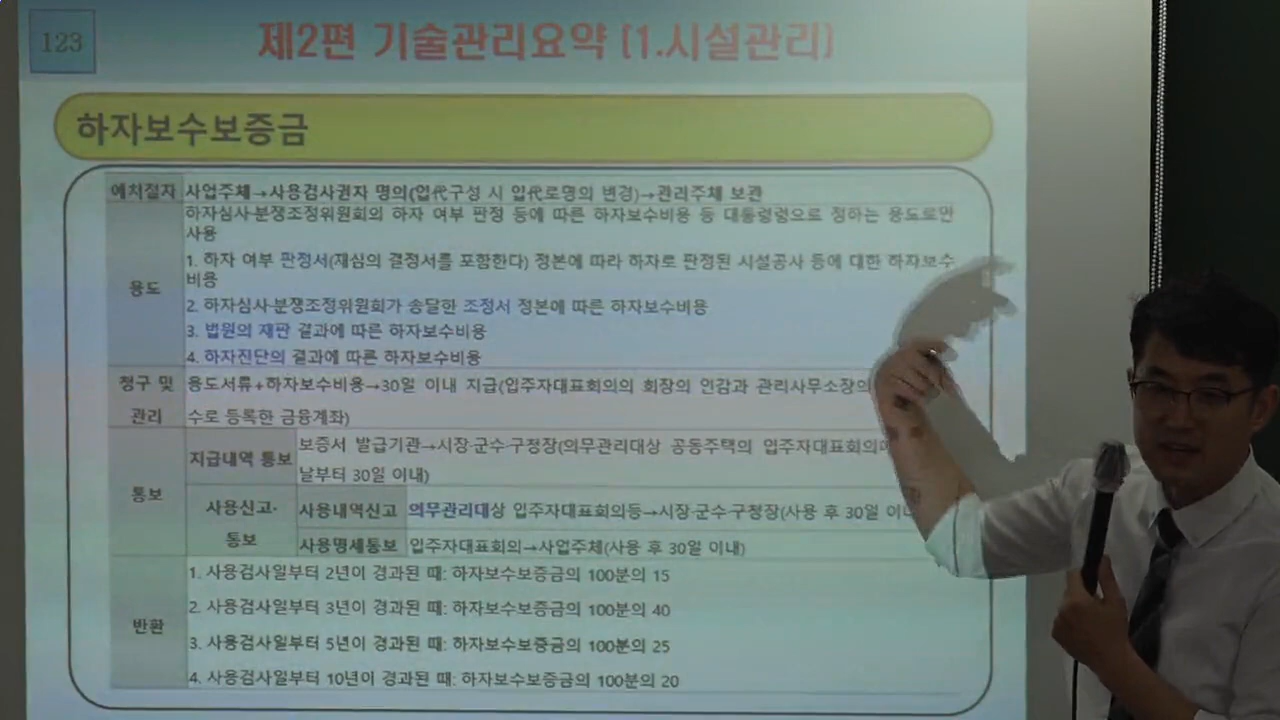 123
제2편 기술관리요약 [1.시설관리]
하자보수보증금
예치절차 사업주체→사용검사권자 명의(입代구성 시 입代로명의 변경)→관리주체 보관
하자심사·분쟁조정위원회의 하자 여부 판정 등에 따른 하자보수비용 등 대통령령으로 정하는 용도로만
사용
1. 하자 여부 판정서(재심의 결정서를 포함한다) 정본에 따라 하자로 판정된 시설공사 등에 대한 하자보수
비용
용도
2. 하자심사·분쟁조정위원회가 송달한 조정서 정본에 따른 하자보수비용
3. 법원의 재판 결과에 따른 하자보수비용
4. 하자진단의 결과에 따른 하자보수비용
청구 및 용도서류+하자보수비용→30일 이내 지급(입주자대표회의의 회장의 인감과 관리사무소장의
관리 수로 등록한 금융계좌)
보증서 발급기관→시장·군수·구청장(의무관리대상 공동주택의 입주자대표회의
지급내역 통보
날부터 30일 이내)
통보
사용신고· 사용내역신고 의무관리대상 입주자대표회의등→시장·군수·구청장(사용 후 30일
통보 사용명세통보 입주자대표회의→사업주체(사용 후 30일 이내)
1. 사용검사일부터 2년이 경과된 때: 하자보수보증금의 100분의 15
2. 사용검사일부터 3년이 경과된 때: 하자보수보증금의 100분의 40
반환
3. 사용검사일부터 5년이 경과된 때: 하자보수보증금의 100분의 25
4. 사용검사일부터 10년이 경과된 때: 하자보수보증금의 100분의 20